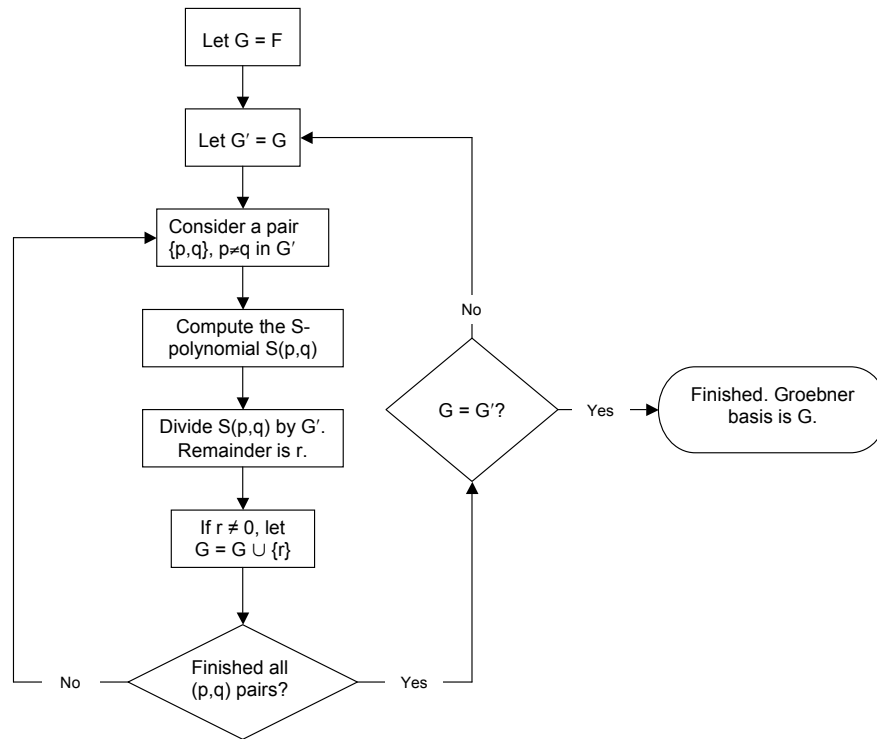 Let G = F
Let G′ = G
Consider a pair
{p,q}, p≠q in G′
Compute the S-
polynomial S(p,q)
Divide S(p,q) by G′.
Remainder is r.
If r ≠ 0, let
G = G ∪ {r}
Finished all
(p,q) pairs?
No
Yes
No
G = G′?
Yes
Finished. Groebner
basis is G.